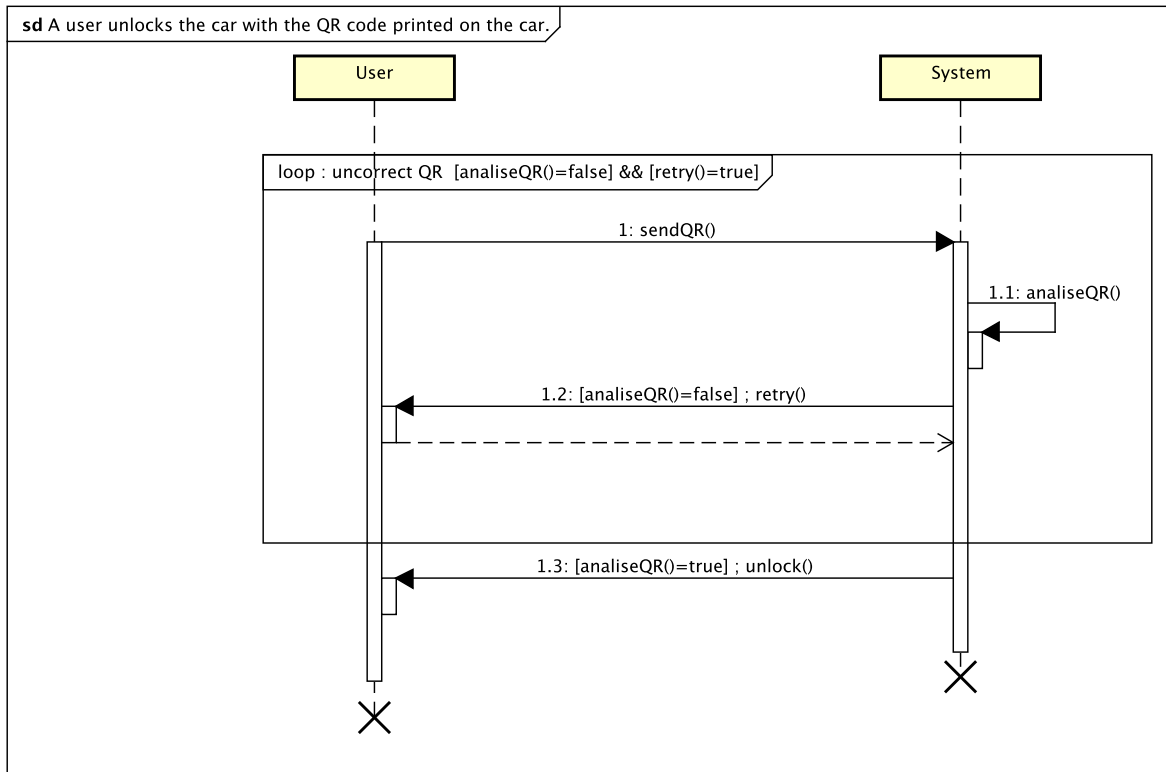 sd A user unlocks the car with the QR code printed on the car.
User
System
loop : uncorrect QR [analiseQR()=false] && [retry()=true]
1: sendQR()
1.1: analiseQR()
1.2: [analiseQR()=false] ; retry()
1.3: [analiseQR()=true] ; unlock()